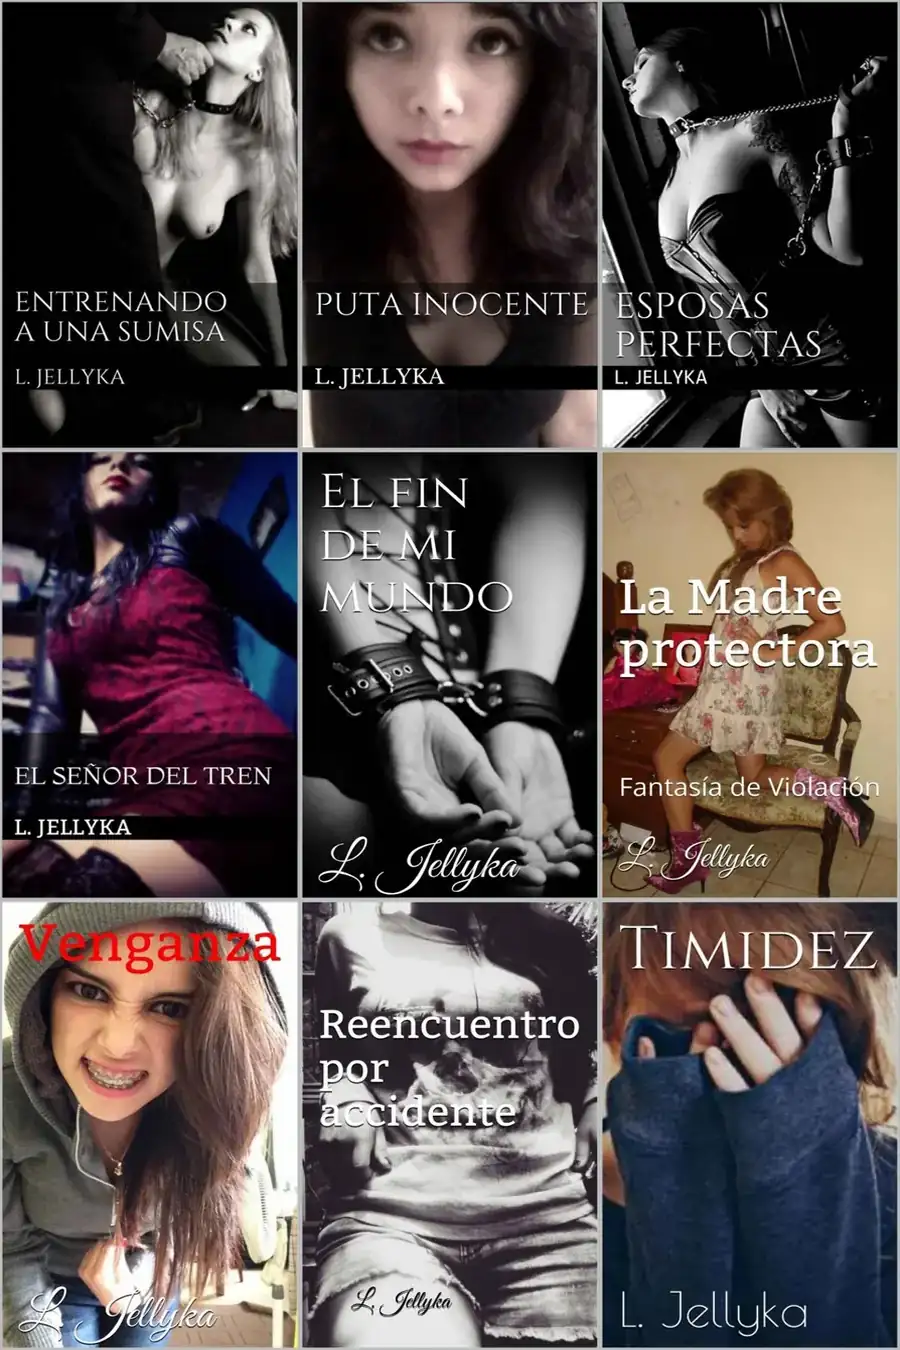 ENTRENANDO
A UNA SUMISA
L. JELLYKA
PUTA INOCENTE
L. JELLYKA
ESPOSAS
PERFECTAS
L. JELLYKA
EL SEÑOR DEL TREN
L. JELLYKA
EL FIN
DE MI
MUNDO
L. Jellyka
La Madre
protectora
Fantasía de Violación
L. Jellyka
Venganza
L. Jellyka
Reencuentro
por
accidente
L. Jellyka
TIMIDEZ
L. Jellyka